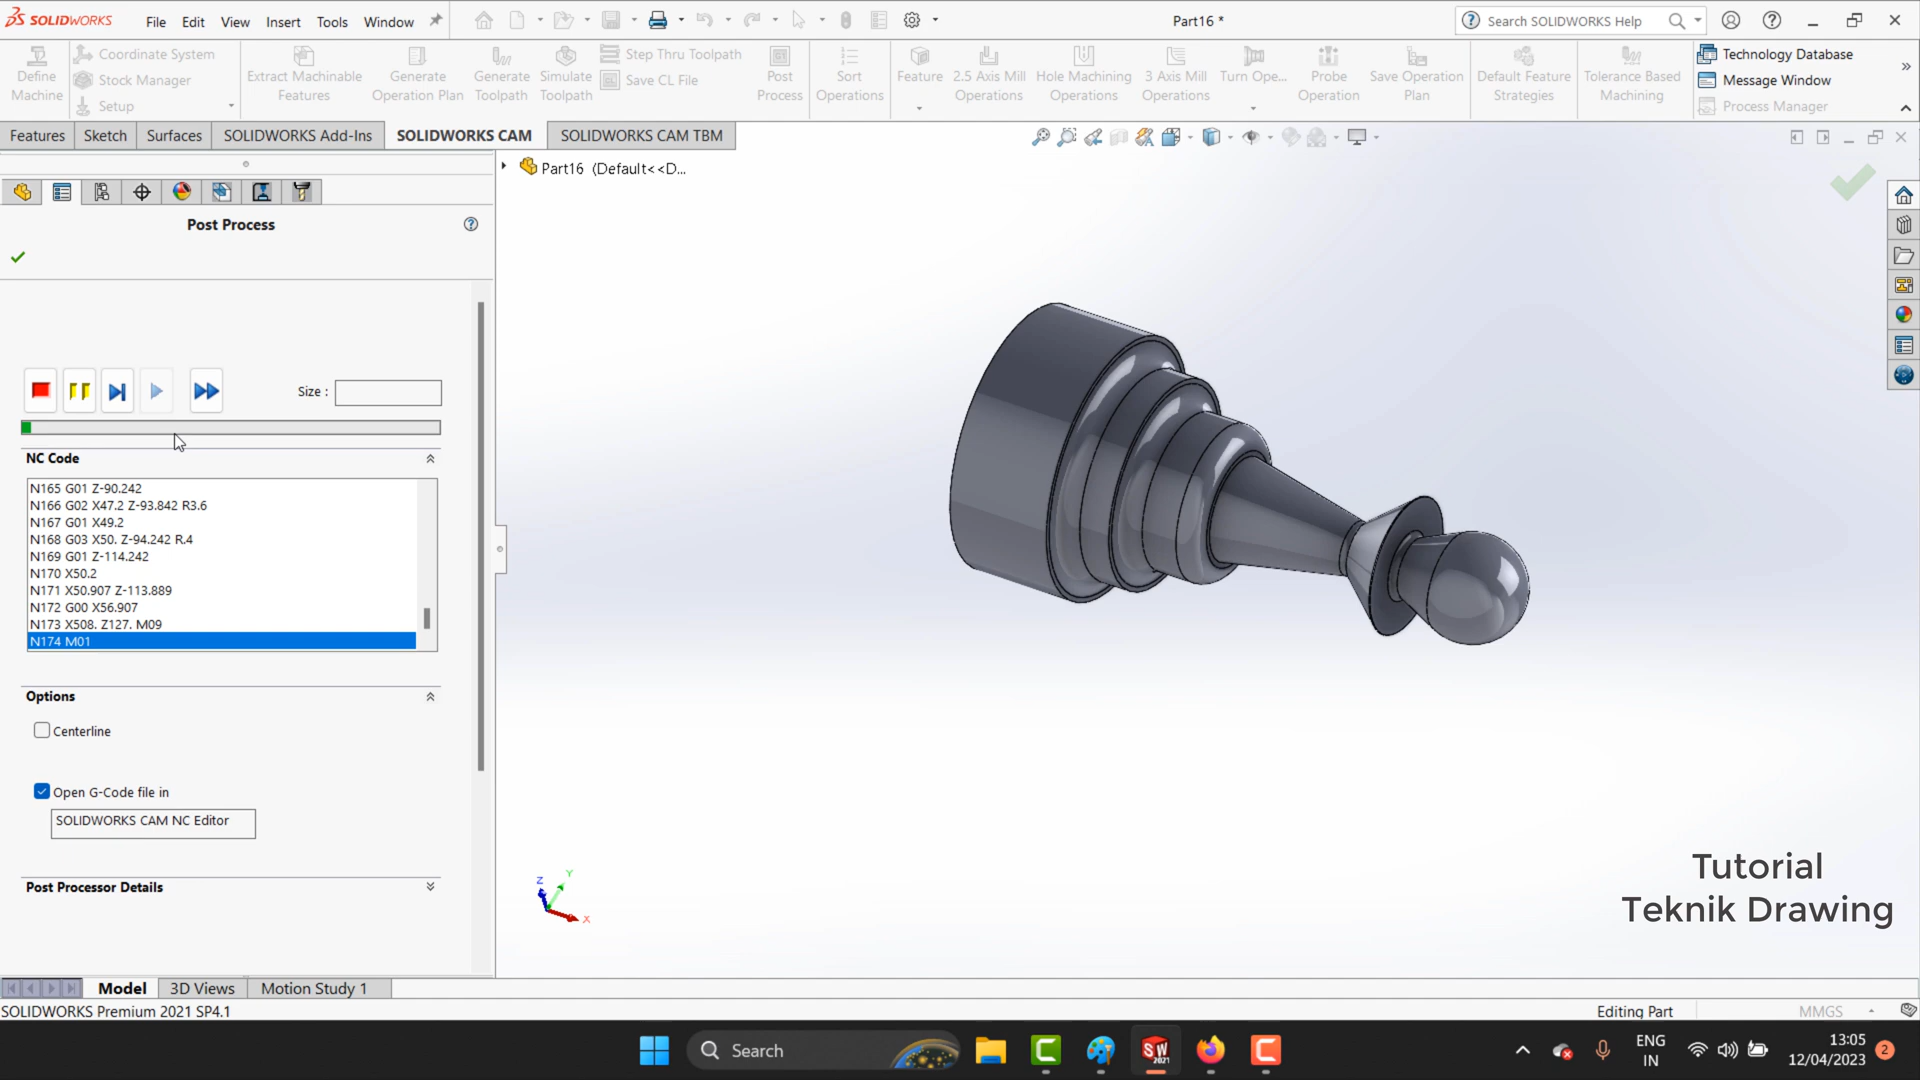 SOLIDWORKS
File Edit View Insert Tools Window
Part16 *
Search SOLIDWORKS Help
Define Machine
Coordinate System
Stock Manager
Setup
Extract Machinable Features
Generate Operation Plan
Generate Toolpath
Simulate Toolpath
Step Thru Toolpath
Save CL File
Post Process
Sort Operations
Feature
2.5 Axis Mill Operations
Hole Machining Operations
3 Axis Mill Operations
Turn Ope...
Probe Operation
Save Operation Plan
Default Feature Strategies
Tolerance Based Machining
Technology Database
Message Window
Process Manager
Features Sketch Surfaces SOLIDWORKS Add-Ins SOLIDWORKS CAM SOLIDWORKS CAM TBM
Part16 (Default<<D...
Post Process
Size :
NC Code
N165 G01 Z-90.242
N166 G02 X47.2 Z-93.842 R3.6
N167 G01 X49.2
N168 G03 X50. Z-94.242 R.4
N169 G01 Z-114.242
N170 X50.2
N171 X50.907 Z-113.889
N172 G00 X56.907
N173 X508. Z127. M09
N174 M01
Options
Centerline
Open G-Code file in
SOLIDWORKS CAM NC Editor
Post Processor Details
Z Y X
Tutorial
Teknik Drawing
Model 3D Views Motion Study 1
SOLIDWORKS Premium 2021 SP4.1
Editing Part
MMGS
Search
SW
2021
ENG
IN
13:05
12/04/2023
2